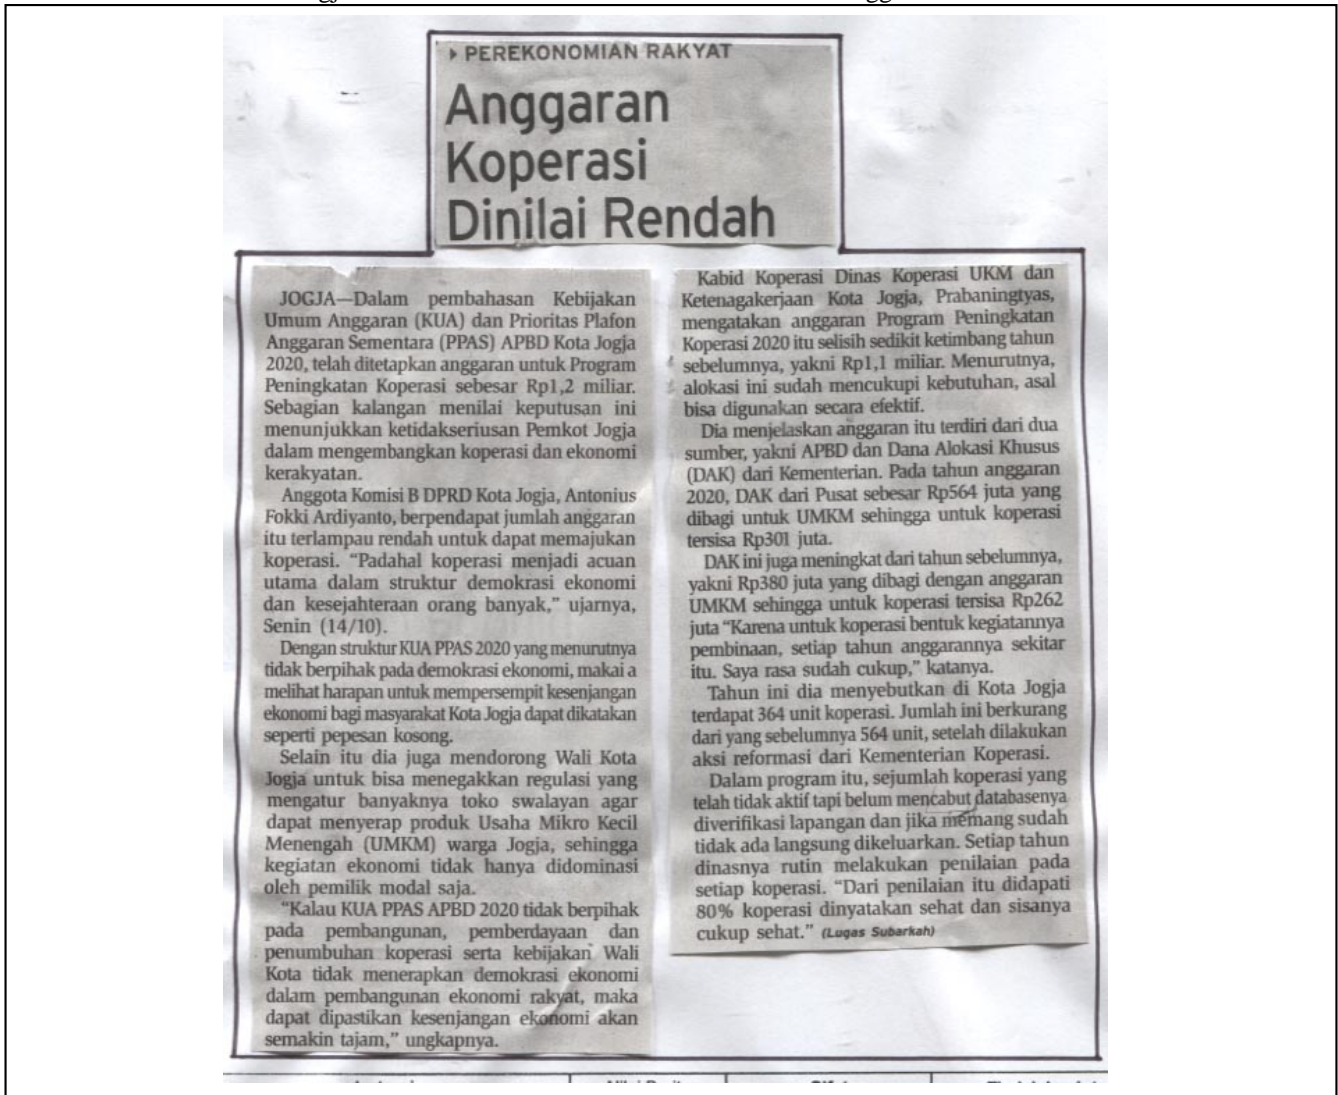 ▸ PEREKONOMIAN RAKYAT
Anggaran
Koperasi
Dinilai Rendah
JOGJA—Dalam pembahasan Kebijakan
Umum Anggaran (KUA) dan Prioritas Plafon
Anggaran Sementara (PPAS) APBD Kota Jogja
2020, telah ditetapkan anggaran untuk Program
Peningkatan Koperasi sebesar Rp1,2 miliar.
Sebagian kalangan menilai keputusan ini
menunjukkan ketidakseriusan Pemkot Jogja
dalam mengembangkan koperasi dan ekonomi
kerakyatan.
Anggota Komisi B DPRD Kota Jogja, Antonius
Fokki Ardiyanto, berpendapat jumlah anggaran
itu terlampau rendah untuk dapat memajukan
koperasi. “Padahal koperasi menjadi acuan
utama dalam struktur demokrasi ekonomi
dan kesejahteraan orang banyak,” ujarnya,
Senin (14/10).
Dengan struktur KUA PPAS 2020 yang menurutnya
tidak berpihak pada demokrasi ekonomi, makai a
melihat harapan untuk mempersempit kesenjangan
ekonomi bagi masyarakat Kota Jogja dapat dikatakan
seperti pepesan kosong.
Selain itu dia juga mendorong Wali Kota
Jogja untuk bisa menegakkan regulasi yang
mengatur banyaknya toko swalayan agar
dapat menyerap produk Usaha Mikro Kecil
Menengah (UMKM) warga Jogja, sehingga
kegiatan ekonomi tidak hanya didominasi
oleh pemilik modal saja.
“Kalau KUA PPAS APBD 2020 tidak berpihak
pada pembangunan, pemberdayaan dan
penumbuhan koperasi serta kebijakan Wali
Kota tidak menerapkan demokrasi ekonomi
dalam pembangunan ekonomi rakyat, maka
dapat dipastikan kesenjangan ekonomi akan
semakin tajam,” ungkapnya.
Kabid Koperasi Dinas Koperasi UKM dan
Ketenagakerjaan Kota Jogja, Prabaningtyas,
mengatakan anggaran Program Peningkatan
Koperasi 2020 itu selisih sedikit ketimbang tahun
sebelumnya, yakni Rp1,1 miliar. Menurutnya,
alokasi ini sudah mencukupi kebutuhan, asal
bisa digunakan secara efektif.
Dia menjelaskan anggaran itu terdiri dari dua
sumber, yakni APBD dan Dana Alokasi Khusus
(DAK) dari Kementerian. Pada tahun anggaran
2020, DAK dari Pusat sebesar Rp564 juta yang
dibagi untuk UMKM sehingga untuk koperasi
tersisa Rp301 juta.
DAK ini juga meningkat dari tahun sebelumnya,
yakni Rp380 juta yang dibagi dengan anggaran
UMKM sehingga untuk koperasi tersisa Rp262
juta “Karena untuk koperasi bentuk kegiatannya
pembinaan, setiap tahun anggarannya sekitar
itu. Saya rasa sudah cukup,” katanya.
Tahun ini dia menyebutkan di Kota Jogja
terdapat 364 unit koperasi. Jumlah ini berkurang
dari yang sebelumnya 564 unit, setelah dilakukan
aksi reformasi dari Kementerian Koperasi.
Dalam program itu, sejumlah koperasi yang
telah tidak aktif tapi belum mencabut databasenya
diverifikasi lapangan dan jika memang sudah
tidak ada langsung dikeluarkan. Setiap tahun
dinasnya rutin melakukan penilaian pada
setiap koperasi. “Dari penilaian itu didapati
80% koperasi dinyatakan sehat dan sisanya
cukup sehat.” (Lugas Subarkah)